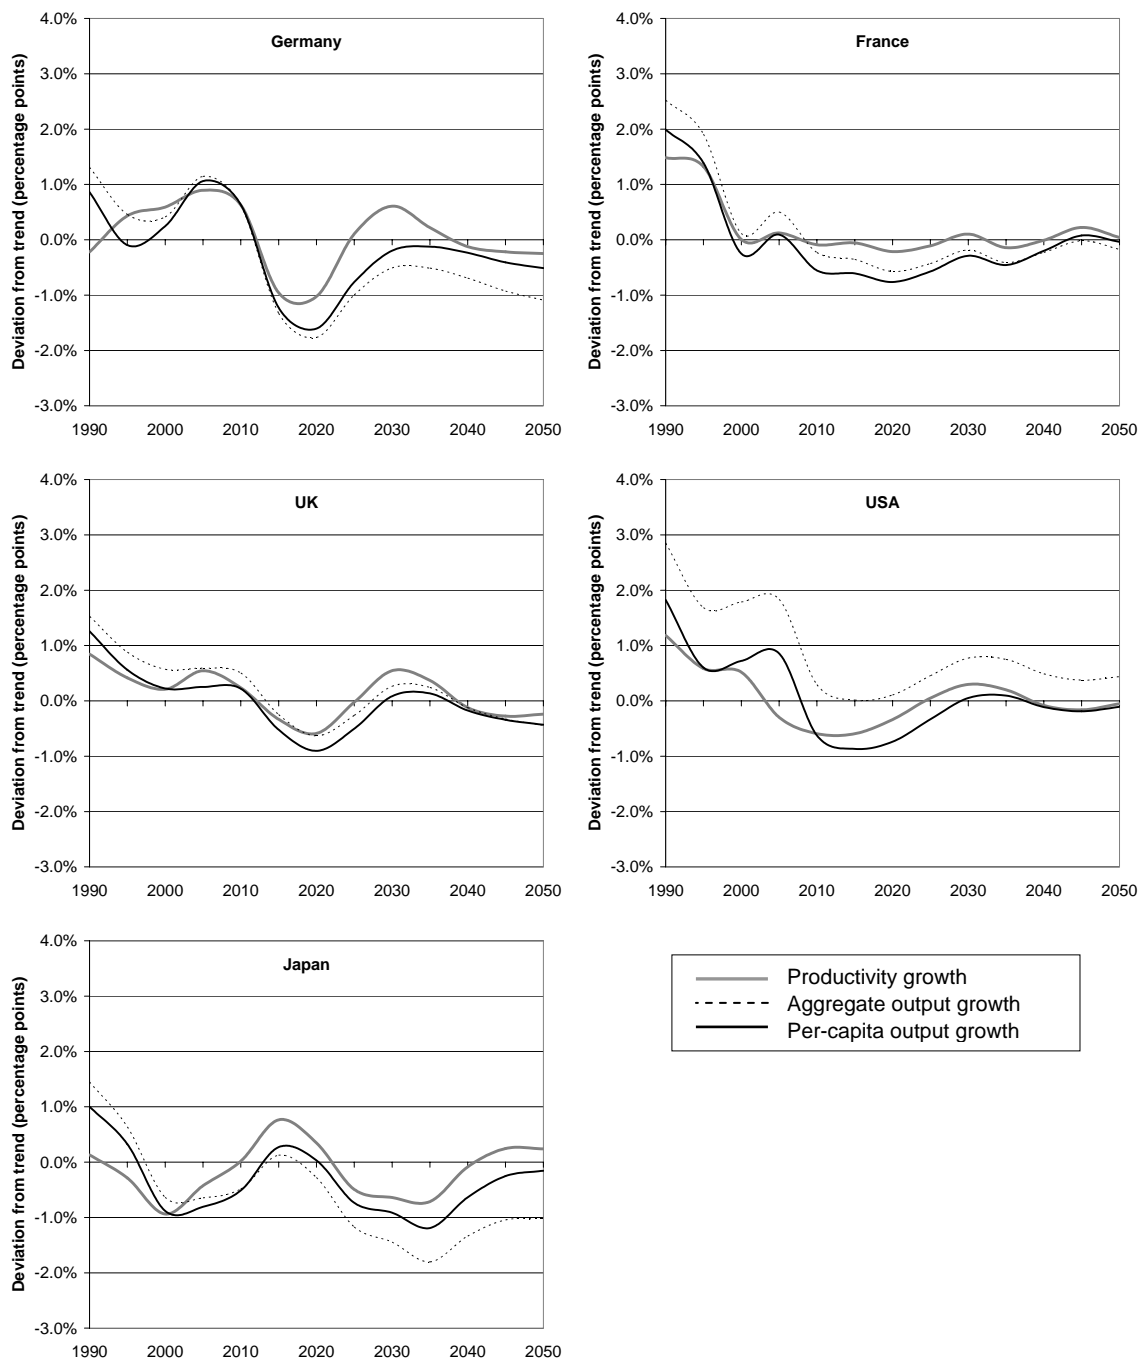 Germany
Deviation from trend (percentage points)
4.0%
3.0%
2.0%
1.0%
0.0%
-1.0%
-2.0%
-3.0%
1990 2000 2010 2020 2030 2040 2050
France
Deviation from trend (percentage points)
4.0%
3.0%
2.0%
1.0%
0.0%
-1.0%
-2.0%
-3.0%
1990 2000 2010 2020 2030 2040 2050
UK
Deviation from trend (percentage points)
4.0%
3.0%
2.0%
1.0%
0.0%
-1.0%
-2.0%
-3.0%
1990 2000 2010 2020 2030 2040 2050
USA
Deviation from trend (percentage points)
4.0%
3.0%
2.0%
1.0%
0.0%
-1.0%
-2.0%
-3.0%
1990 2000 2010 2020 2030 2040 2050
Japan
Deviation from trend (percentage points)
4.0%
3.0%
2.0%
1.0%
0.0%
-1.0%
-2.0%
-3.0%
1990 2000 2010 2020 2030 2040 2050
Productivity growth
Aggregate output growth
Per-capita output growth